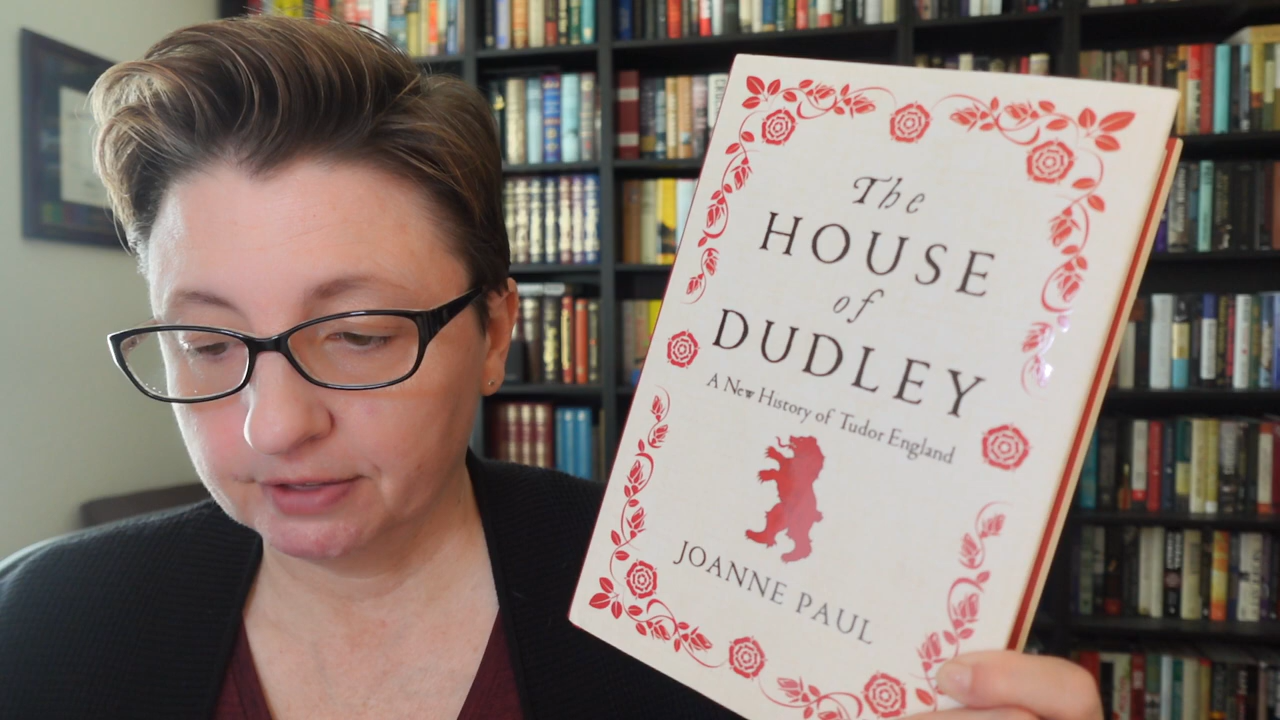 The
HOUSE
of
DUDLEY
A New History of Tudor England
JOANNE PAUL